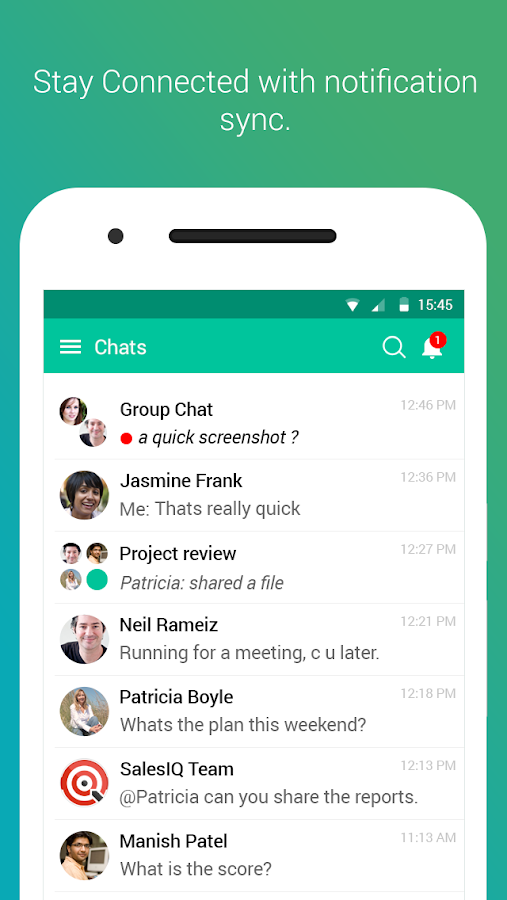 Stay Connected with notification
sync.
15:45
Chats
1
Group Chat
12:46 PM
a quick screenshot ?
Jasmine Frank
12:36 PM
Me: Thats really quick
Project review
12:27 PM
Patricia: shared a file
Neil Rameiz
12:21 PM
Running for a meeting, c u later.
Patricia Boyle
12:18 PM
Whats the plan this weekend?
SalesIQ Team
12:13 PM
@Patricia can you share the reports.
Manish Patel
11:13 AM
What is the score?